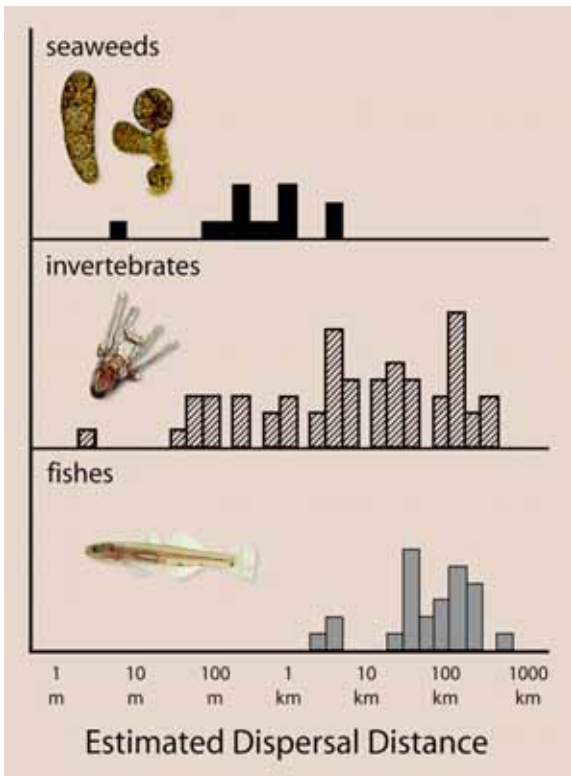 seaweeds
invertebrates
fishes
1 10 100 1 10 100 1000
m m m km km km km
Estimated Dispersal Distance